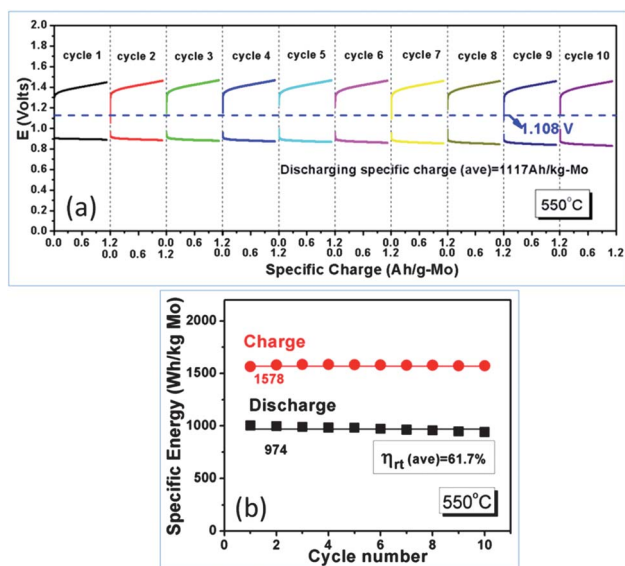 2.0
cycle 1 cycle 2 cycle 3 cycle 4 cycle 5 cycle 6 cycle 7 cycle 8 cycle 9 cycle 10
1.8
1.6
1.4
1.2
1.0
1.108 V
0.8
Discharging specific charge (ave)=1117Ah/kg-Mo
0.6
0.4
(a)
550°C
0.2
0.0
E (Volts)
0.0 0.6 1.2 0.6 1.2 0.6 1.2 0.6 1.2 0.6 1.2 0.6 1.2 0.6 1.2 0.6 1.2 0.6 1.2 0.6 1.2
0.0 0.0 0.0 0.0 0.0 0.0 0.0 0.0 0.0
Specific Charge (Ah/g-Mo)
Specific Energy (Wh/kg Mo)
2000
Charge
1500
1578
Discharge
1000
974
ηrt (ave)=61.7%
500
(b)
550°C
0
0 2 4 6 8 10
Cycle number